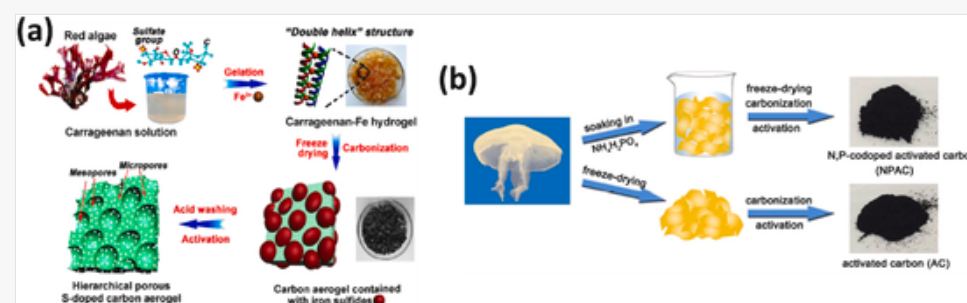 (a)
Red algae
Sulfate
group
"Double helix" structure
Gelation
Carrageenan solution
Carrageenan-Fe hydrogel
Freeze
drying
Carbonization
Mesopores
Micropores
Acid washing
Activation
Hierarchical porous
S-doped carbon aerogel
Carbon aerogel contained
with iron sulfides
(b)
soaking in
NH₄H₂PO₄
freeze-drying
carbonization
activation
N,P-codoped activated carbo
(NPAC)
freeze-drying
carbonization
activation
activated carbon (AC)